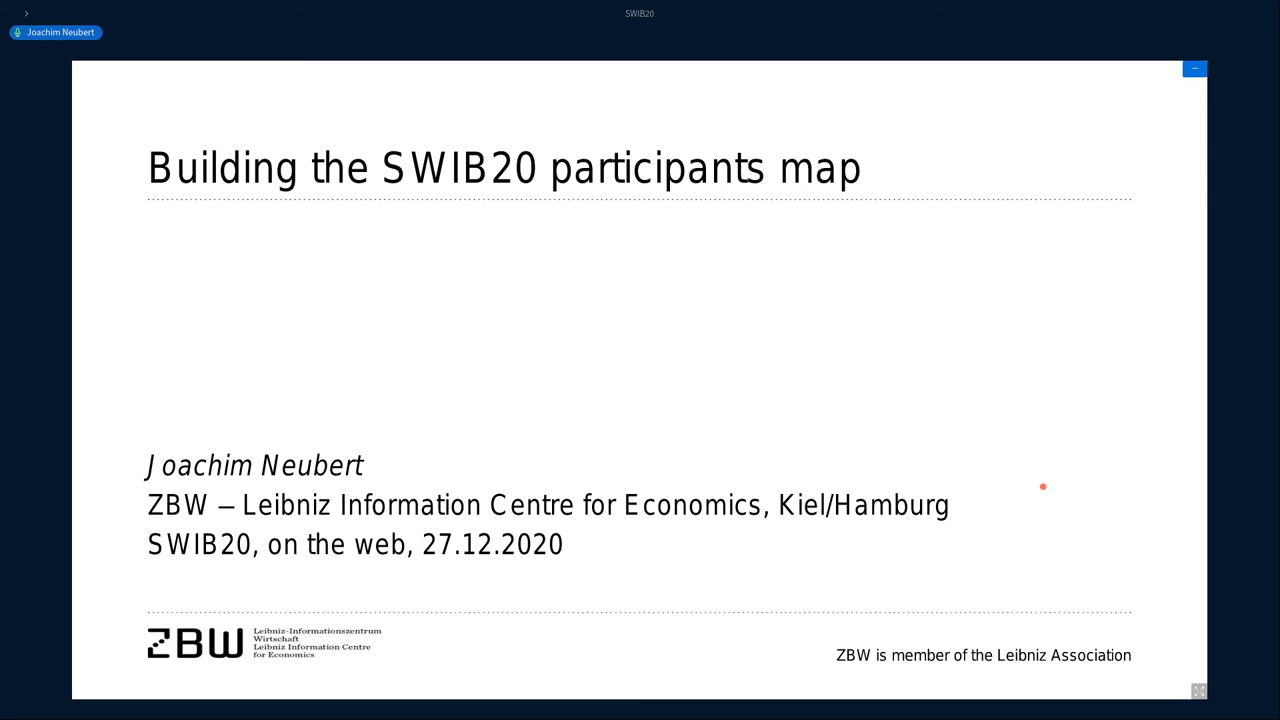 SWIB20
Joachim Neubert
Building the SWIB20 participants map
Joachim Neubert
ZBW – Leibniz Information Centre for Economics, Kiel/Hamburg
SWIB20, on the web, 27.12.2020
ZBW
Leibniz-Informationszentrum
Wirtschaft
Leibniz Information Centre
for Economics
ZBW is member of the Leibniz Association